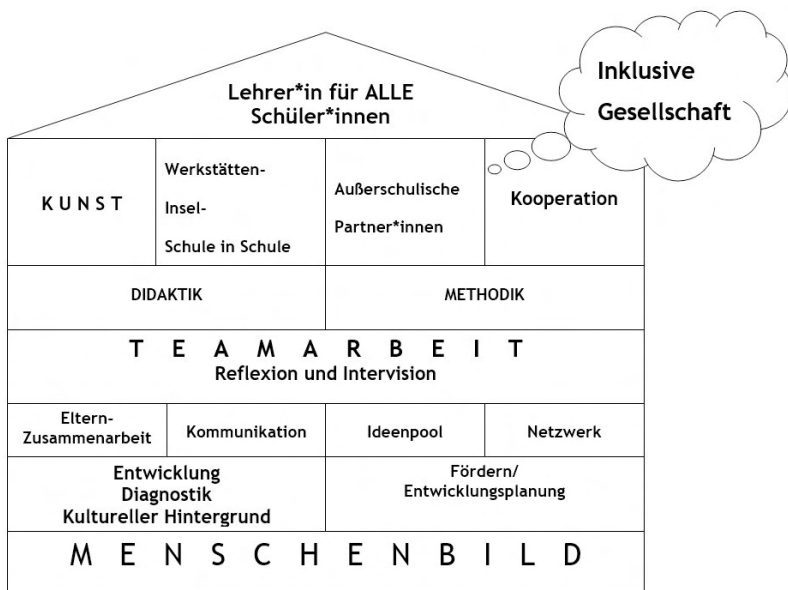 Inklusive
Gesellschaft
Lehrer*in für ALLE
Schüler*innen
K U N S T
Werkstätten-
Insel-
Schule in Schule
Außerschulische
Partner*innen
Kooperation
DIDAKTIK
METHODIK
T E A M A R B E I T
Reflexion und Intervision
Eltern-
Zusammenarbeit
Kommunikation
Ideenpool
Netzwerk
Entwicklung
Diagnostik
Kultureller Hintergrund
Fördern/
Entwicklungsplanung
M E N S C H E N B I L D